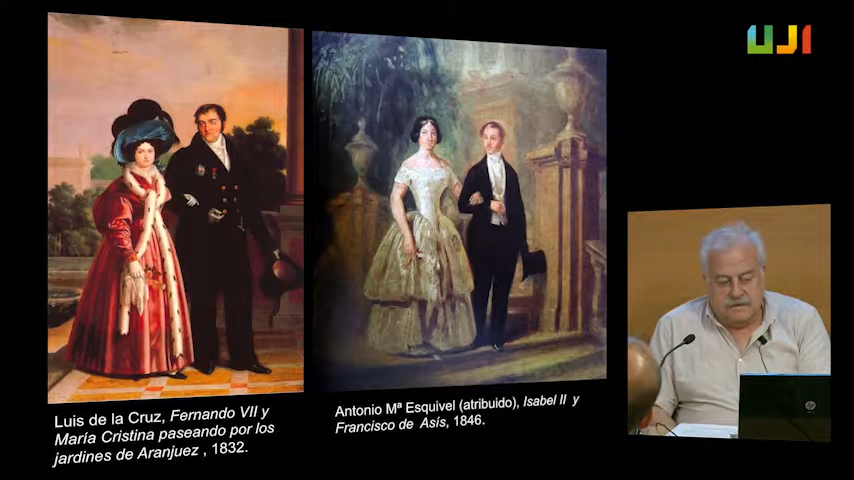 UJI
Luis de la Cruz, Fernando VII y
María Cristina paseando por los
jardines de Aranjuez , 1832.
Antonio Mª Esquivel (atribuido), Isabel II y
Francisco de Asís, 1846.
hp